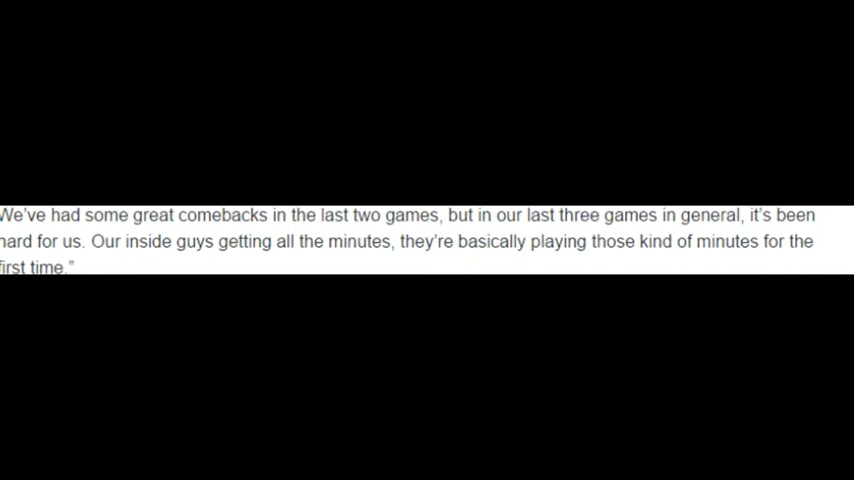 We've had some great comebacks in the last two games, but in our last three games in general, it's been
hard for us. Our inside guys getting all the minutes, they're basically playing those kind of minutes for the
first time.”